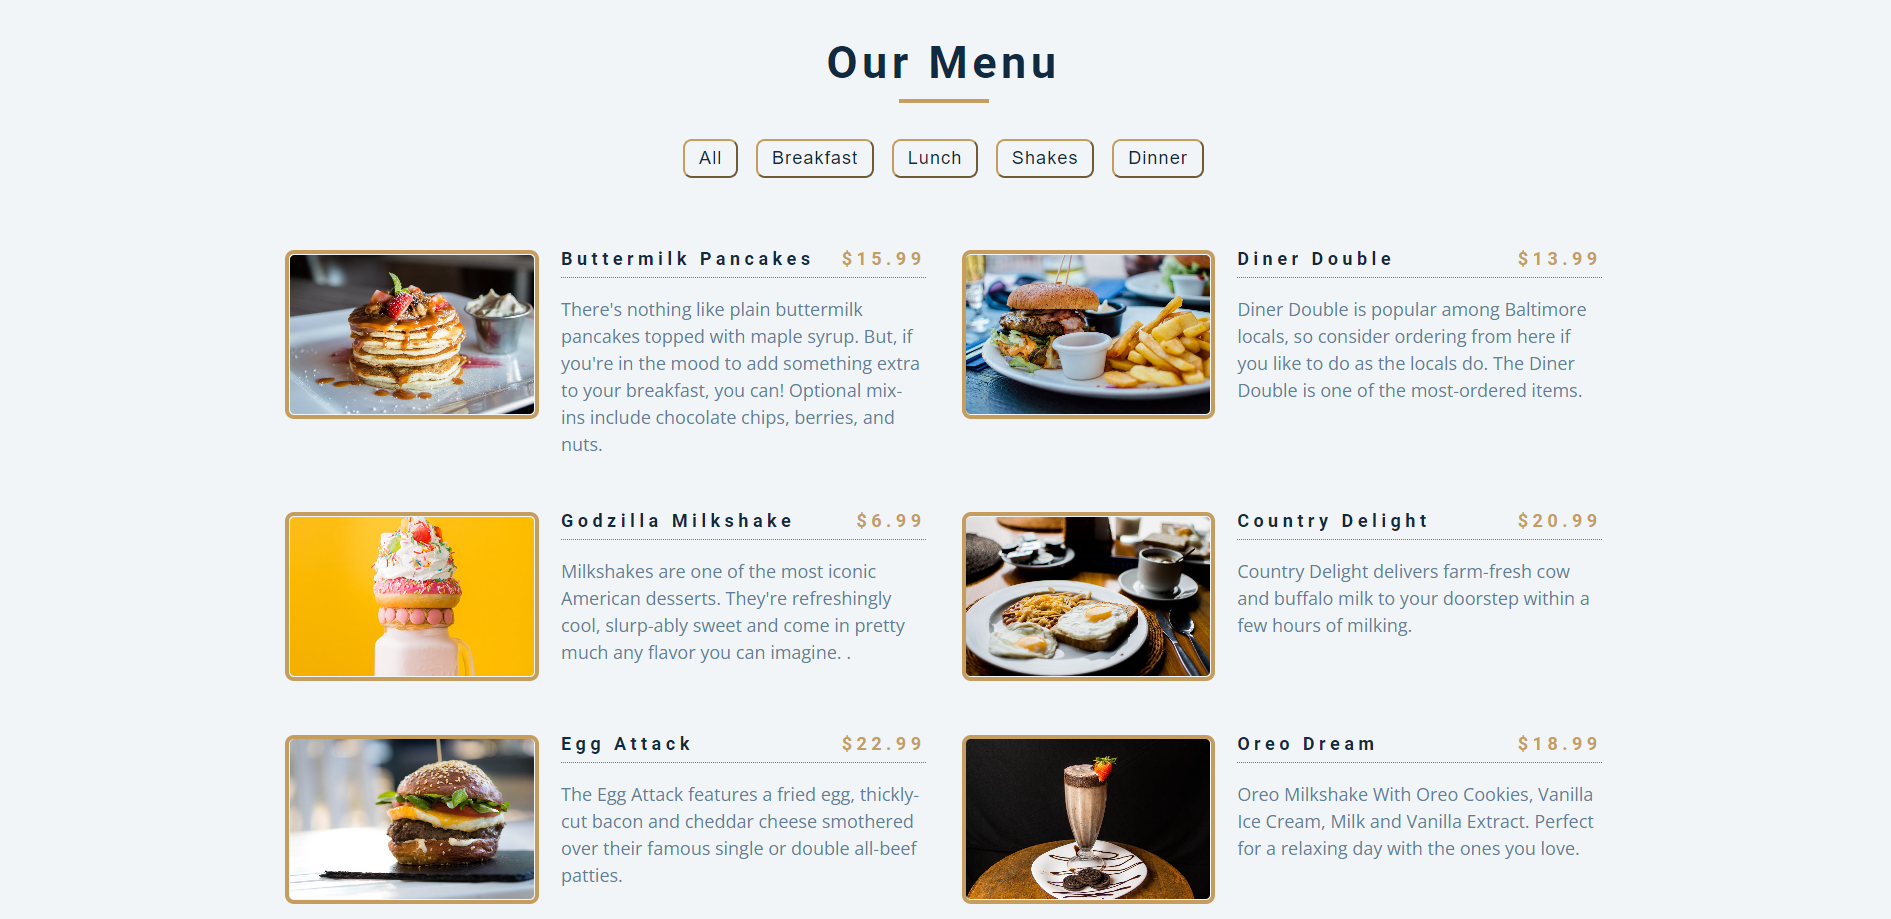 Our Menu
All
Breakfast
Lunch
Shakes
Dinner
Buttermilk Pancakes $15.99
There's nothing like plain buttermilk
pancakes topped with maple syrup. But, if
you're in the mood to add something extra
to your breakfast, you can! Optional mix-
ins include chocolate chips, berries, and
nuts.
Diner Double $13.99
Diner Double is popular among Baltimore
locals, so consider ordering from here if
you like to do as the locals do. The Diner
Double is one of the most-ordered items.
Godzilla Milkshake $6.99
Milkshakes are one of the most iconic
American desserts. They're refreshingly
cool, slurp-ably sweet and come in pretty
much any flavor you can imagine. .
Country Delight $20.99
Country Delight delivers farm-fresh cow
and buffalo milk to your doorstep within a
few hours of milking.
Egg Attack $22.99
The Egg Attack features a fried egg, thickly-
cut bacon and cheddar cheese smothered
over their famous single or double all-beef
patties.
Oreo Dream $18.99
Oreo Milkshake With Oreo Cookies, Vanilla
Ice Cream, Milk and Vanilla Extract. Perfect
for a relaxing day with the ones you love.